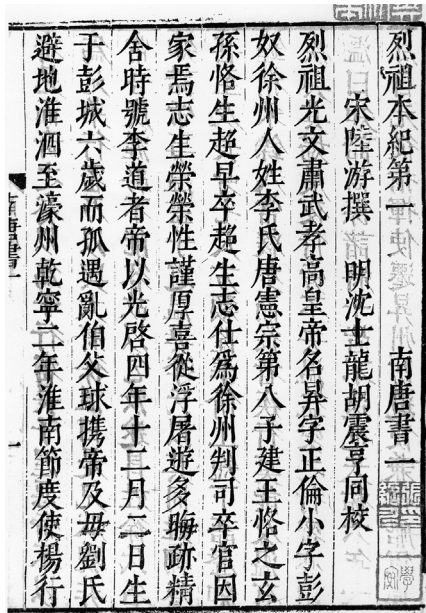 烈祖本紀第一 南唐書一
宋陸游撰 明沈士龍胡震亨同校
烈祖光文肅武孝高皇帝名昪字正倫小字彭
奴徐州人姓李氏唐憲宗第八子建王恪之玄
孫恪生超早卒超生志仕爲徐州判司卒官因
家焉志生榮榮性謹厚喜從浮屠遊多晦跡精
舍時號李道者帝以光啓四年十二月二日生
于彭城六歲而孤遇亂伯父球携帝及母劉氏
避地淮泗至濠州乾寧二年淮南節度使楊行
南唐書一
一